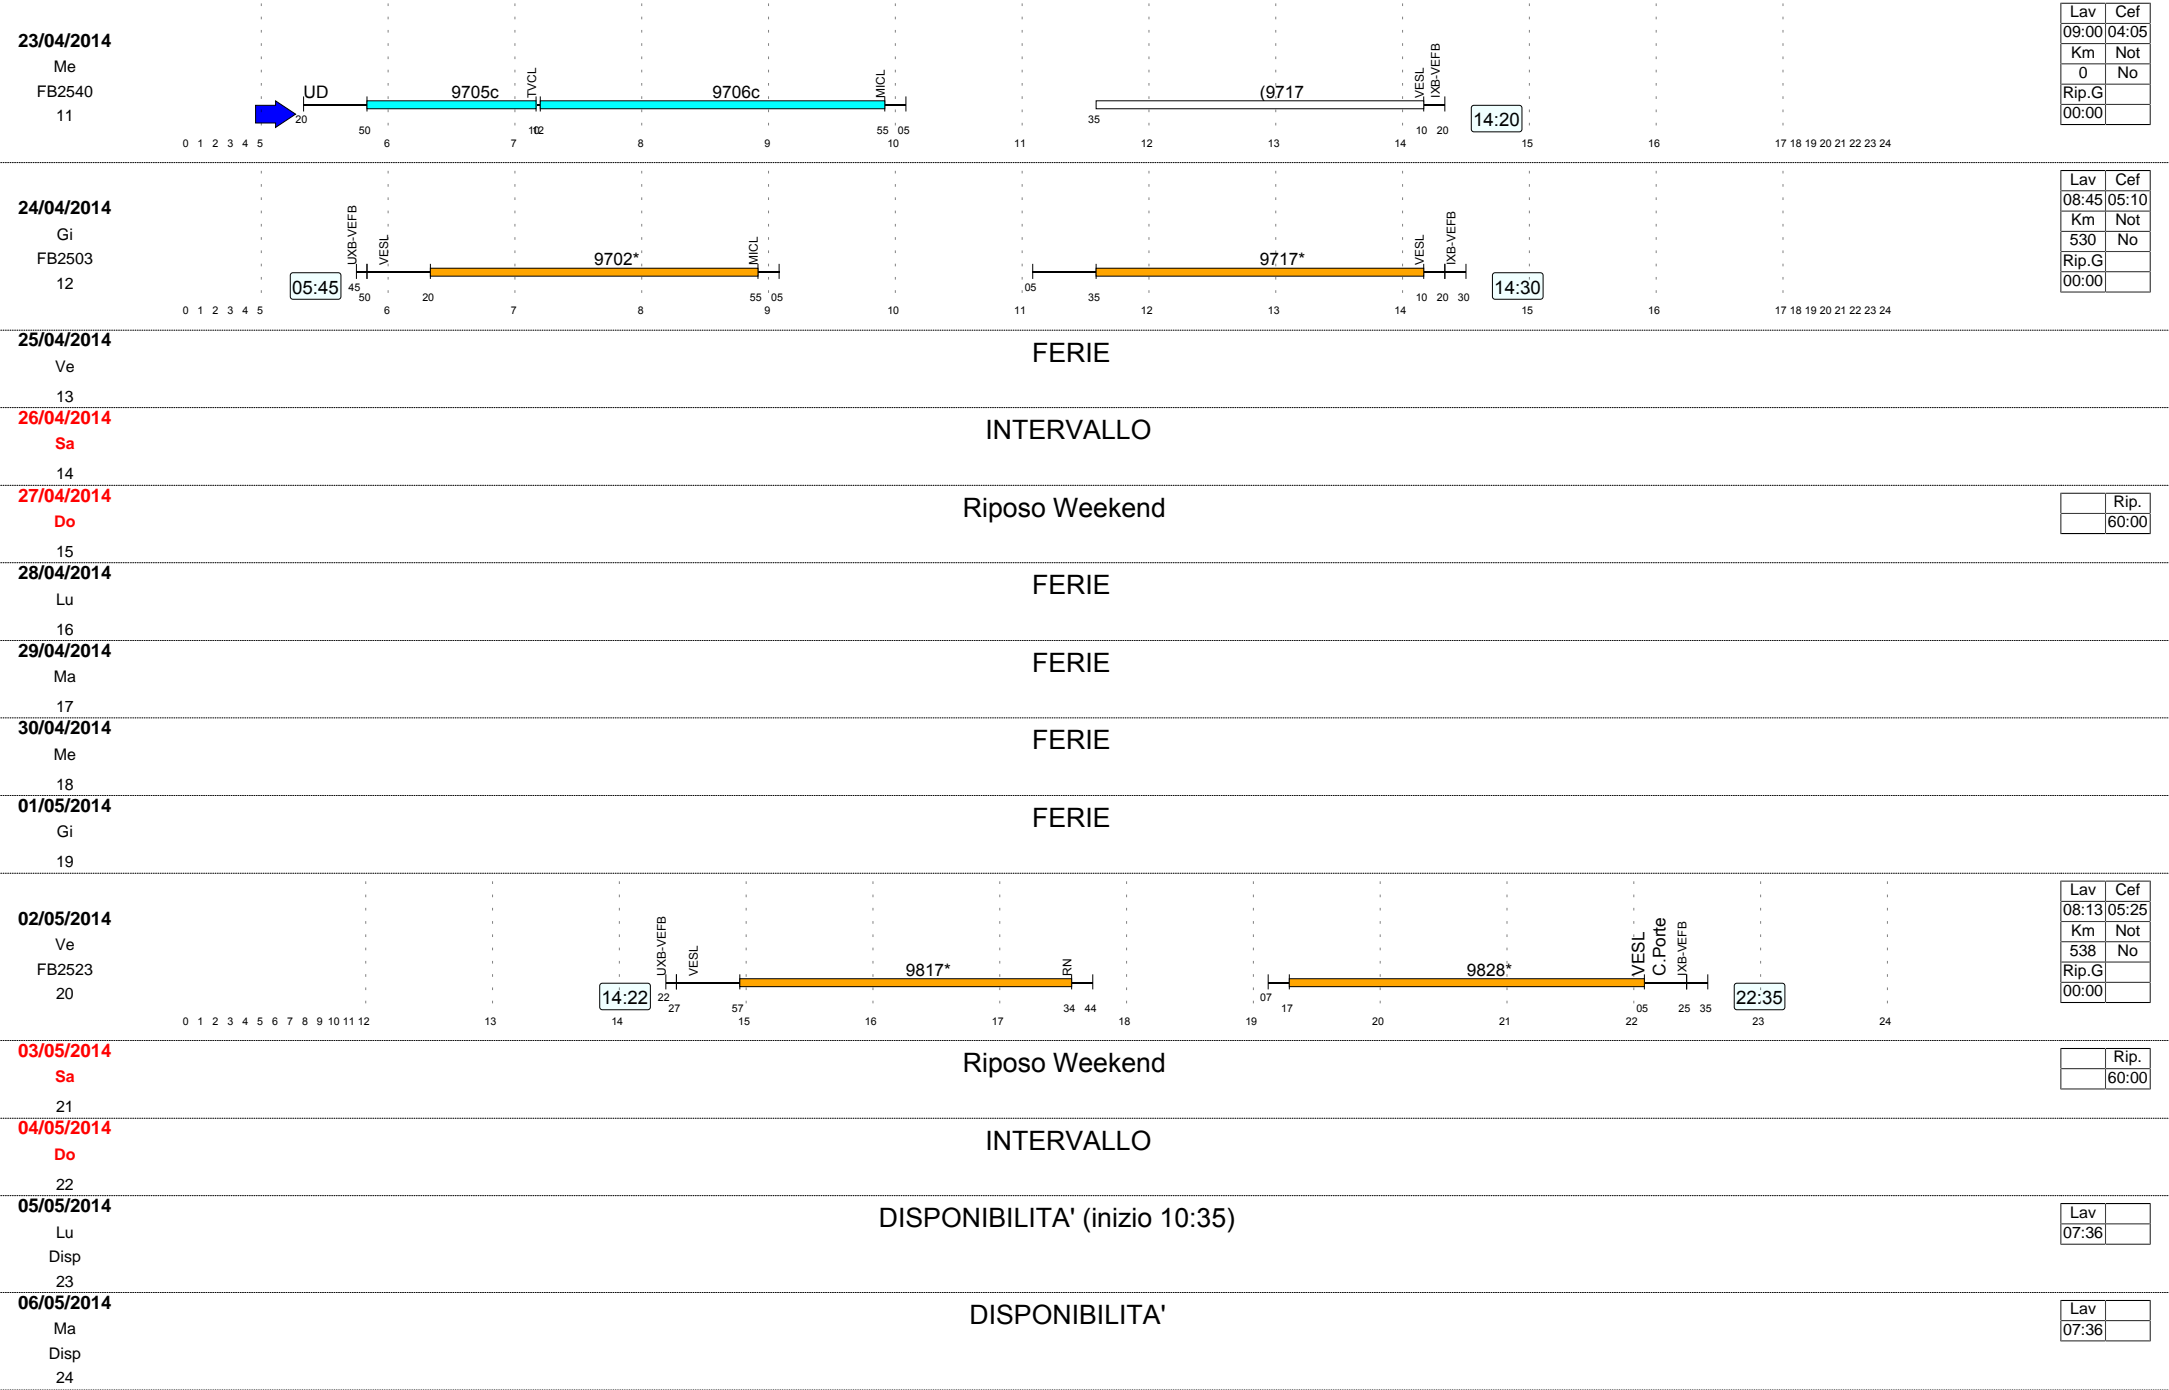 23/04/2014
Me
FB2540
11
UD 9705c TVCL 9706c MICL (9717 VESL IXB-VEFB
20 50 10 12 55 05 35 10 20 14:20
0 1 2 3 4 5 6 7 8 9 10 11 12 13 14 15 16 17 18 19 20 21 22 23 24
Lav Cef
09:00 04:05
Km Not
0 No
Rip.G
00:00
24/04/2014
Gi
FB2503
12
UXB-VEFB VESL 9702* MICL 9717* VESL IXB-VEFB
05:45 45 50 20 55 05 05 35 10 20 30 14:30
0 1 2 3 4 5 6 7 8 9 10 11 12 13 14 15 16 17 18 19 20 21 22 23 24
Lav Cef
08:45 05:10
Km Not
530 No
Rip.G
00:00
25/04/2014
Ve
13
FERIE
26/04/2014
Sa
14
INTERVALLO
27/04/2014
Do
15
Riposo Weekend
Rip.
60:00
28/04/2014
Lu
16
FERIE
29/04/2014
Ma
17
FERIE
30/04/2014
Me
18
FERIE
01/05/2014
Gi
19
FERIE
02/05/2014
Ve
FB2523
20
UXB-VEFB VESL 9817* RN 9828* VESL C.Porte IXB-VEFB
14:22 22 27 57 34 44 07 17 05 25 35 22:35
0 1 2 3 4 5 6 7 8 9 10 11 12 13 14 15 16 17 18 19 20 21 22 23 24
Lav Cef
08:13 05:25
Km Not
538 No
Rip.G
00:00
03/05/2014
Sa
21
Riposo Weekend
Rip.
60:00
04/05/2014
Do
22
INTERVALLO
05/05/2014
Lu
Disp
23
DISPONIBILITA' (inizio 10:35)
Lav
07:36
06/05/2014
Ma
Disp
24
DISPONIBILITA'
Lav
07:36